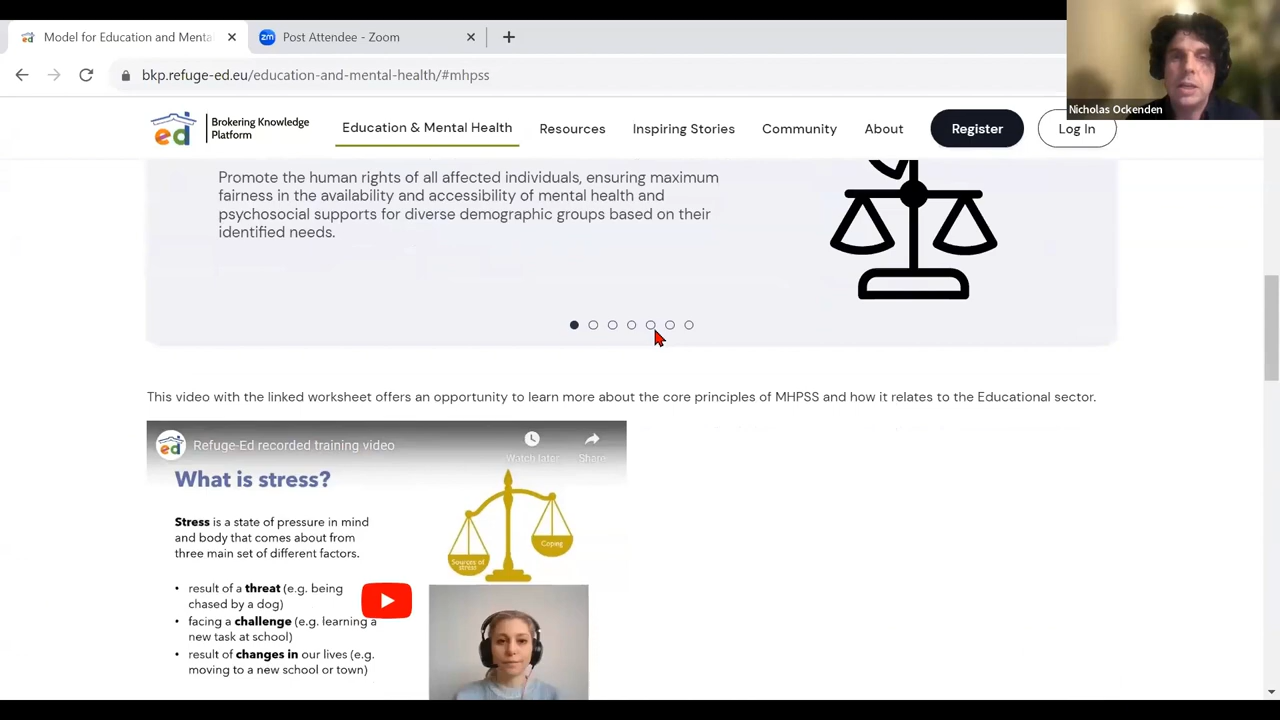 Model for Education and Menta
Post Attendee - Zoom
bkp.refuge-ed.eu/education-and-mental-health/#mhpss
Nicholas Ockenden
ed
Brokering Knowledge
Platform
Education & Mental Health
Resources
Inspiring Stories
Community
About
Register
Log In
Promote the human rights of all affected individuals, ensuring maximum
fairness in the availability and accessibility of mental health and
psychosocial supports for diverse demographic groups based on their
identified needs.
This video with the linked worksheet offers an opportunity to learn more about the core principles of MHPSS and how it relates to the Educational sector.
ed
Refuge-Ed recorded training video
Watch later
Share
What is stress?
Stress is a state of pressure in mind
and body that comes about from
three main set of different factors.
• result of a threat (e.g. being
chased by a dog)
• facing a challenge (e.g. learning a
new task at school)
• result of changes in our lives (e.g.
moving to a new school or town)
Sources of
stress
Coping